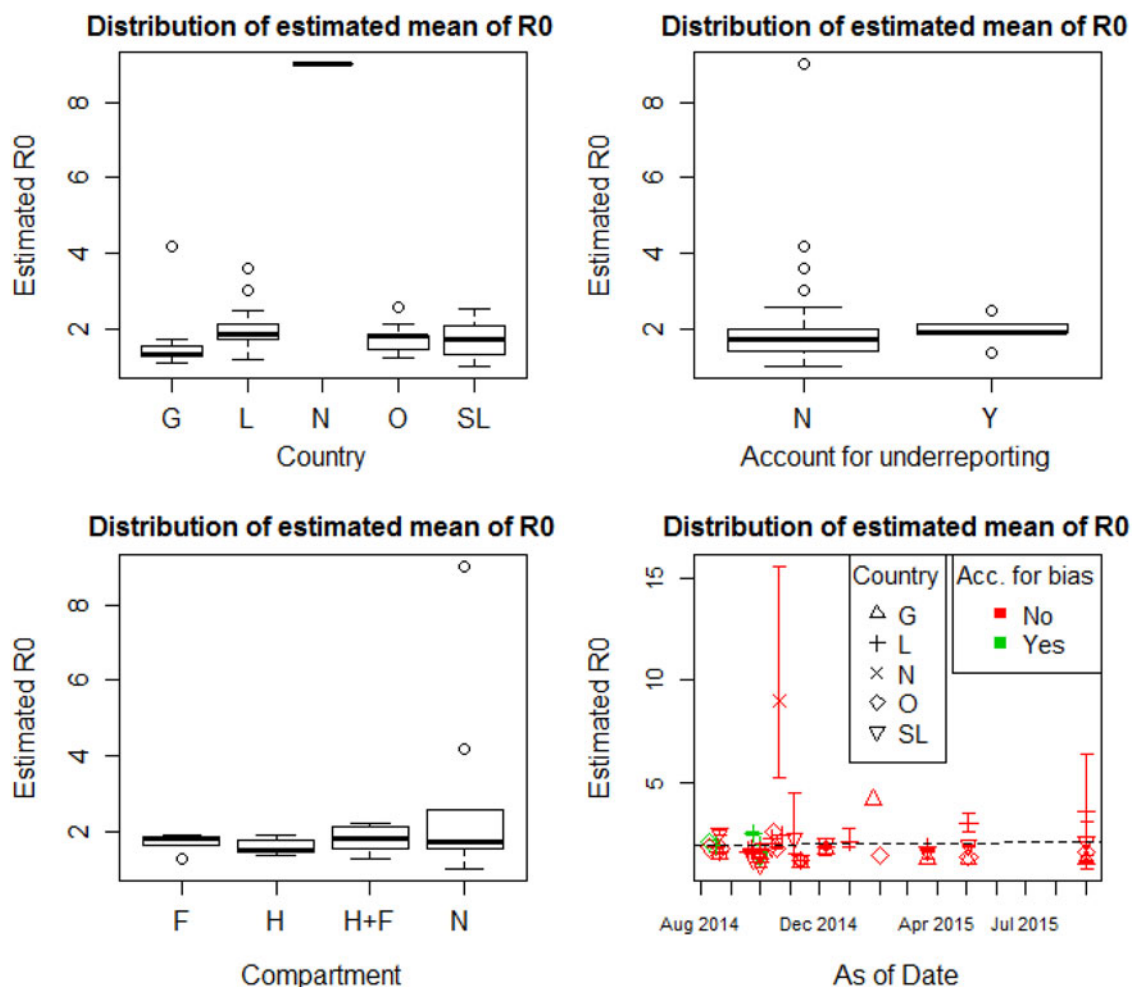 Distribution of estimated mean of R0
Estimated R0
8
6
4
2
G L N O SL
Country
Distribution of estimated mean of R0
Estimated R0
8
6
4
2
N Y
Account for underreporting
Distribution of estimated mean of R0
Estimated R0
8
6
4
2
F H H+F N
Compartment
Distribution of estimated mean of R0
Estimated R0
15
10
5
Country
G
L
N
O
SL
Acc. for bias
No
Yes
Aug 2014 Dec 2014 Apr 2015 Jul 2015
As of Date